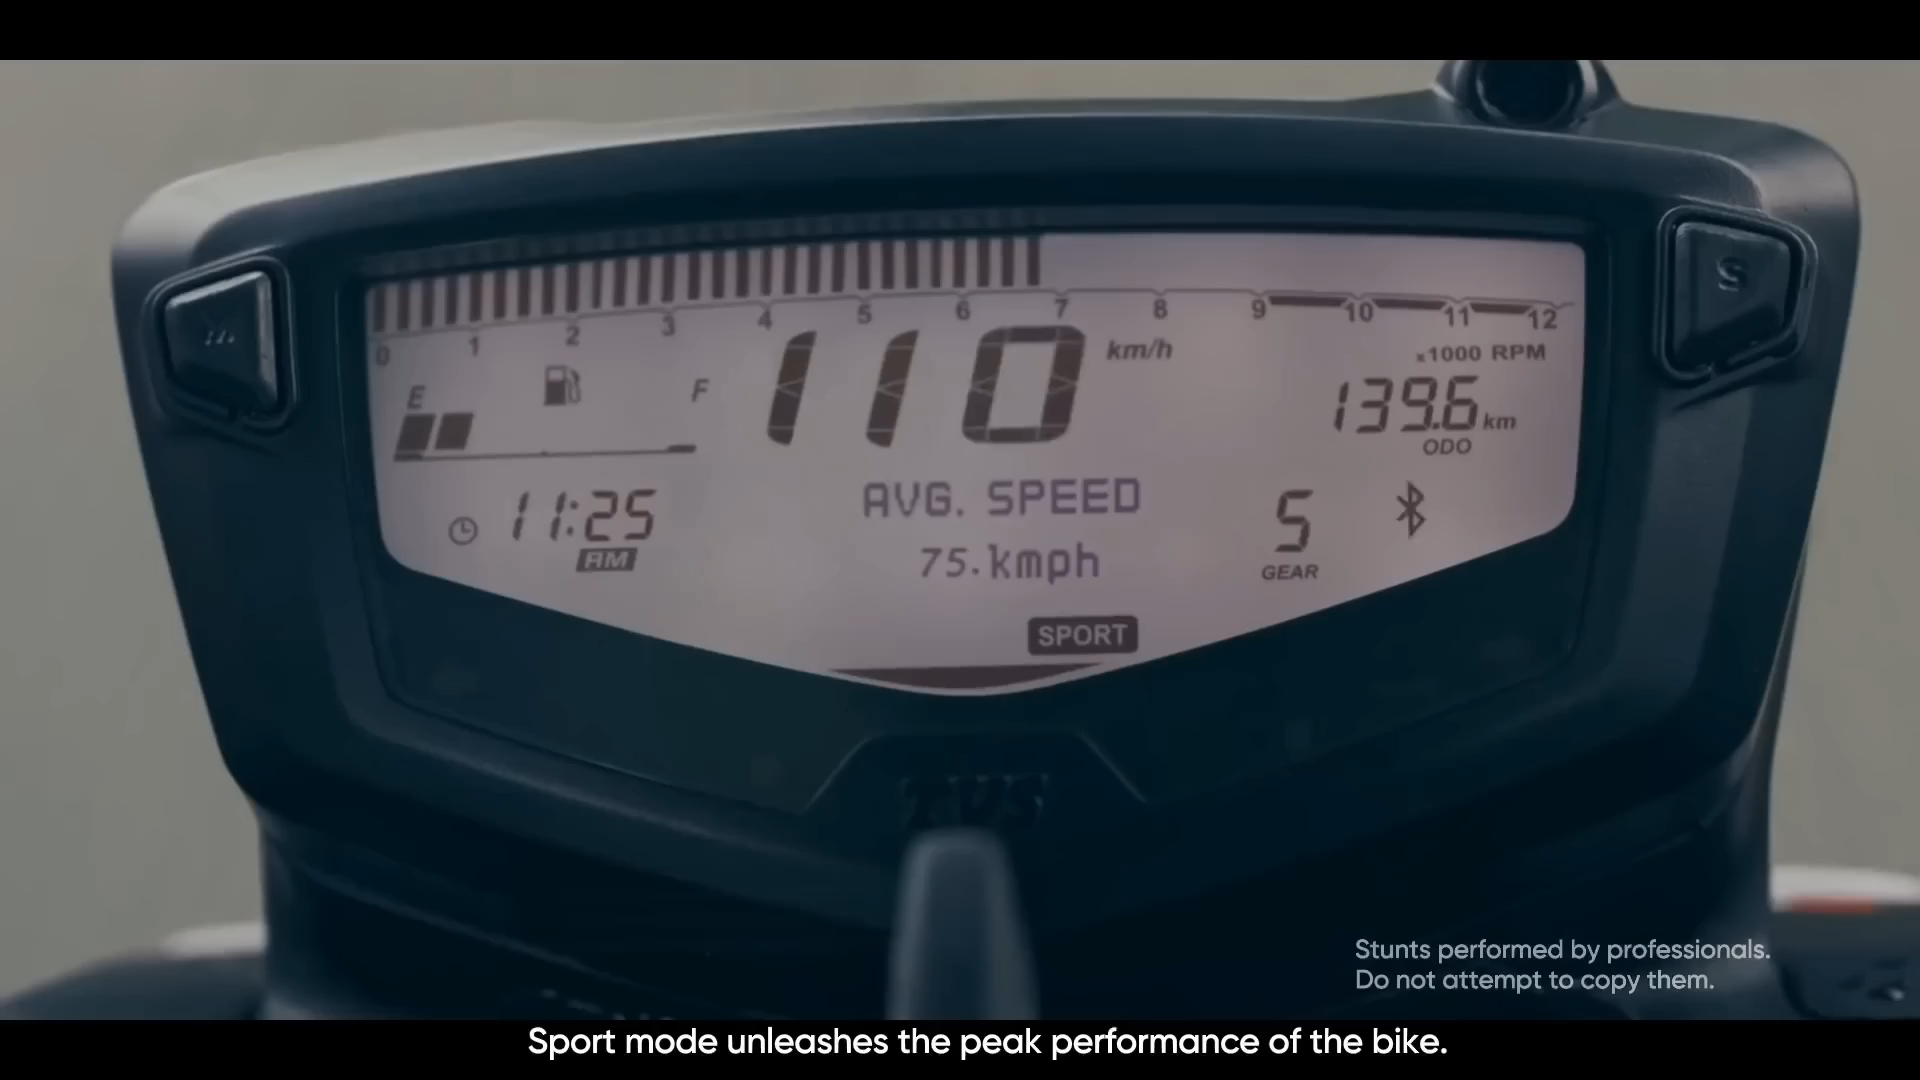 0 1 2 3 4 5 6 7 8 9 10 11 12
x1000 RPM
E F
110 km/h
139.6 km
ODO
11:25
AM
AVG. SPEED
75.kmph
5
GEAR
SPORT
S
TVS
Stunts performed by professionals.
Do not attempt to copy them.
Sport mode unleashes the peak performance of the bike.